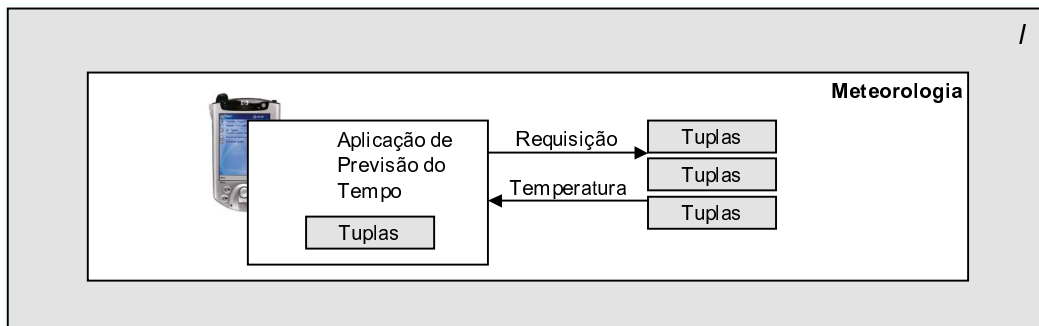 /
Meteorologia
Aplicação de
Previsão do
Tempo
Tuplas
Requisição
Temperatura
Tuplas
Tuplas
Tuplas